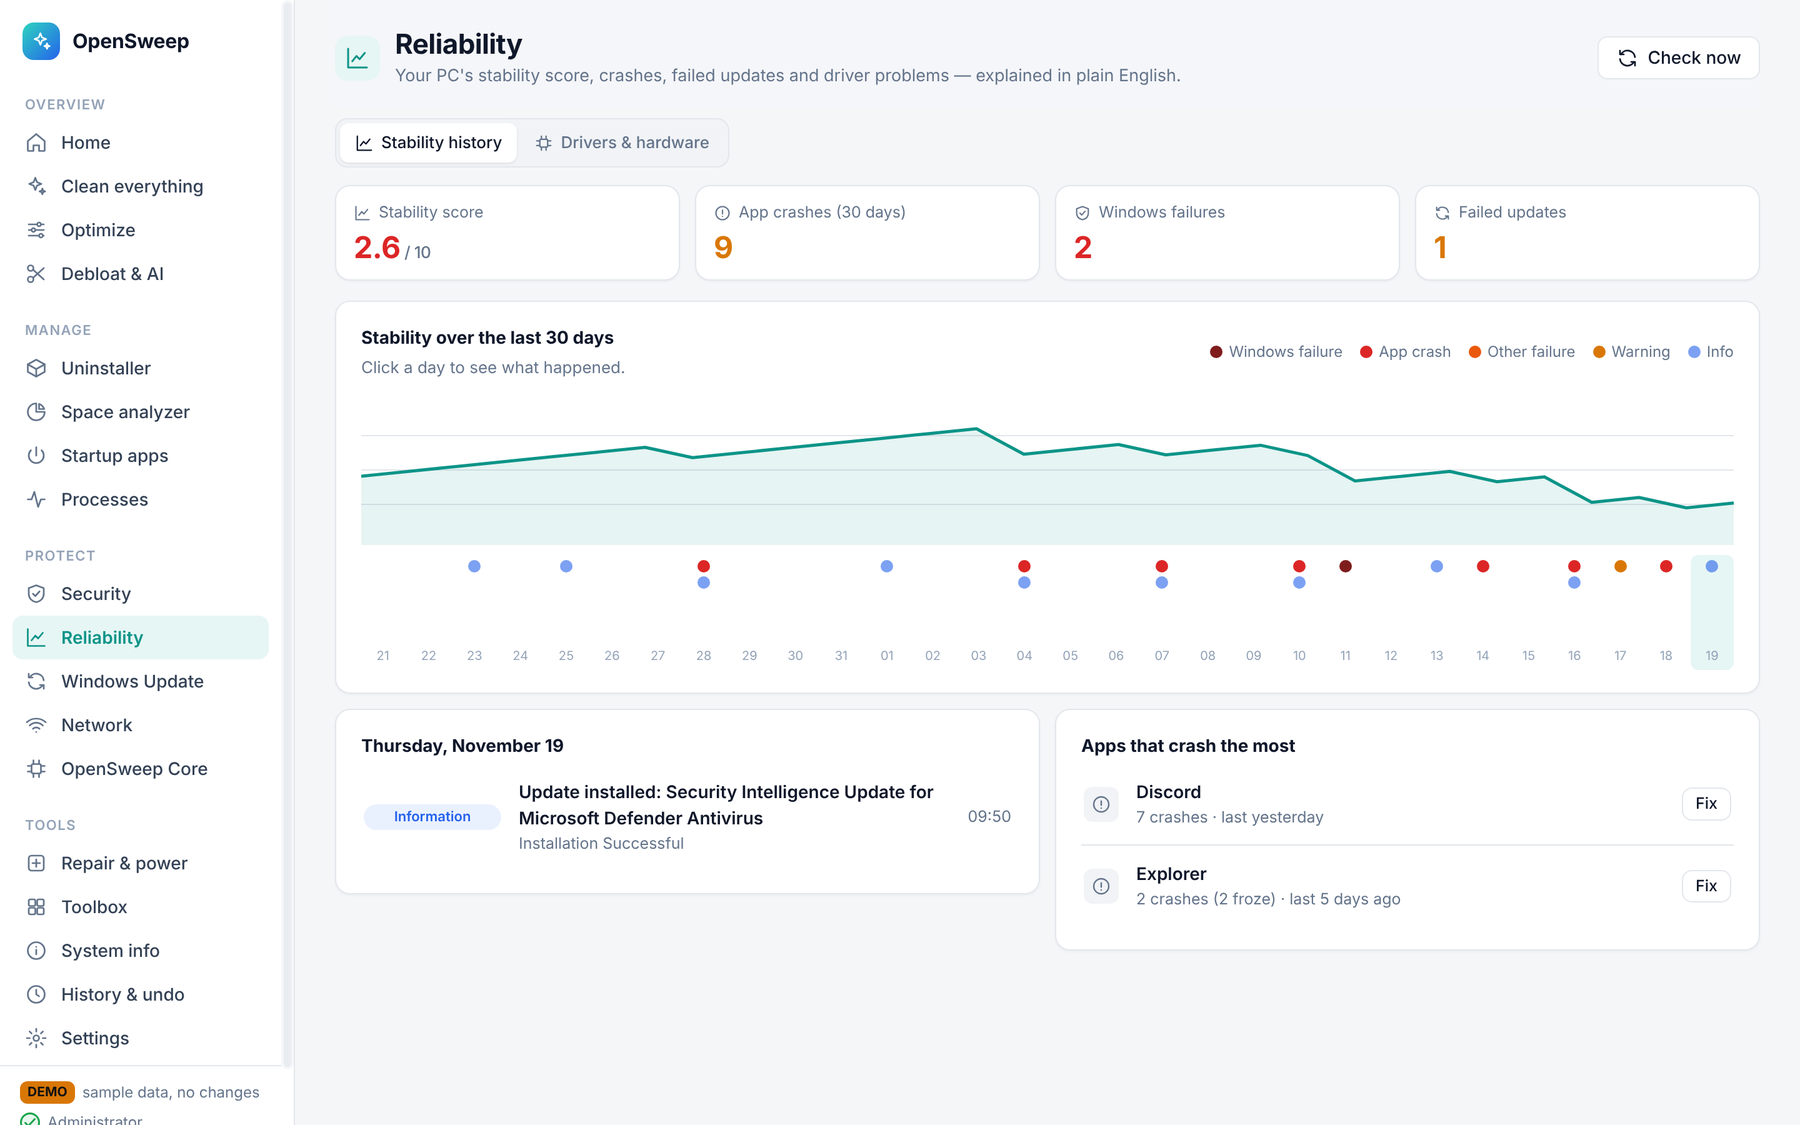 OpenSweep
OVERVIEW
Home
Clean everything
Optimize
Debloat & AI
MANAGE
Uninstaller
Space analyzer
Startup apps
Processes
PROTECT
Security
Reliability
Windows Update
Network
OpenSweep Core
TOOLS
Repair & power
Toolbox
System info
History & undo
Settings
DEMO sample data, no changes
Administrator
Reliability
Your PC's stability score, crashes, failed updates and driver problems — explained in plain English.
Check now
Stability history
Drivers & hardware
Stability score
2.6 / 10
App crashes (30 days)
9
Windows failures
2
Failed updates
1
Stability over the last 30 days
Click a day to see what happened.
Windows failure App crash Other failure Warning Info
21 22 23 24 25 26 27 28 29 30 31 01 02 03 04 05 06 07 08 09 10 11 12 13 14 15 16 17 18 19
Thursday, November 19
Information
Update installed: Security Intelligence Update for
Microsoft Defender Antivirus
Installation Successful
09:50
Apps that crash the most
Discord
7 crashes · last yesterday
Fix
Explorer
2 crashes (2 froze) · last 5 days ago
Fix